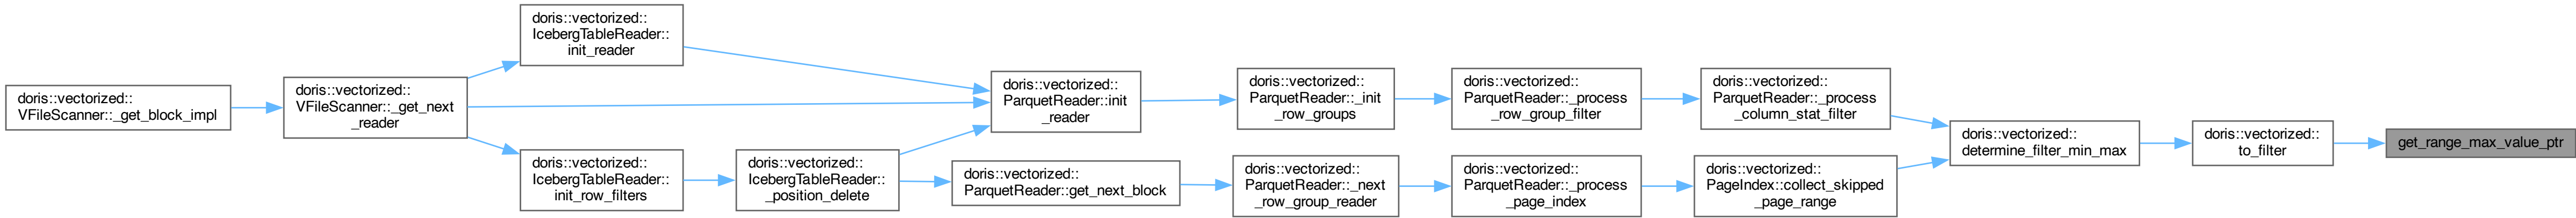 doris::vectorized::
VFileScanner::_get_block_impl
doris::vectorized::
VFileScanner::_get_next
_reader
doris::vectorized::
IcebergTableReader::
init_reader
doris::vectorized::
IcebergTableReader::
init_row_filters
doris::vectorized::
IcebergTableReader::
_position_delete
doris::vectorized::
ParquetReader::init
_reader
doris::vectorized::
ParquetReader::get_next_block
doris::vectorized::
ParquetReader::_init
_row_groups
doris::vectorized::
ParquetReader::_next
_row_group_reader
doris::vectorized::
ParquetReader::_process
_row_group_filter
doris::vectorized::
ParquetReader::_process
_page_index
doris::vectorized::
ParquetReader::_process
_column_stat_filter
doris::vectorized::
PageIndex::collect_skipped
_page_range
doris::vectorized::
determine_filter_min_max
doris::vectorized::
to_filter
get_range_max_value_ptr